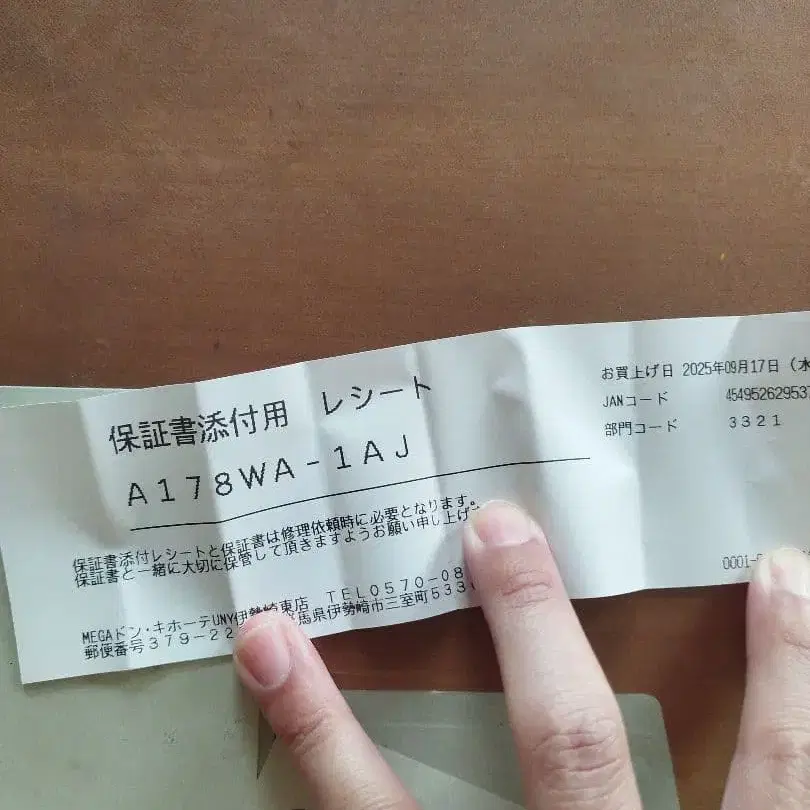 保証書添付用 レシート
A178WA-1AJ
保証書添付レシートと保証書は修理依頼時に必要となります。
保証書と一緒に大切に保管して頂きますようお願い申し上げ
MEGAドン・キホーテUNY伊勢崎東店 TEL0570-08
郵便番号379-22 馬県伊勢崎市三室町533
お買上げ日 2025年09月17日 (水
JANコード 454952629537
部門コード 3321
0001-